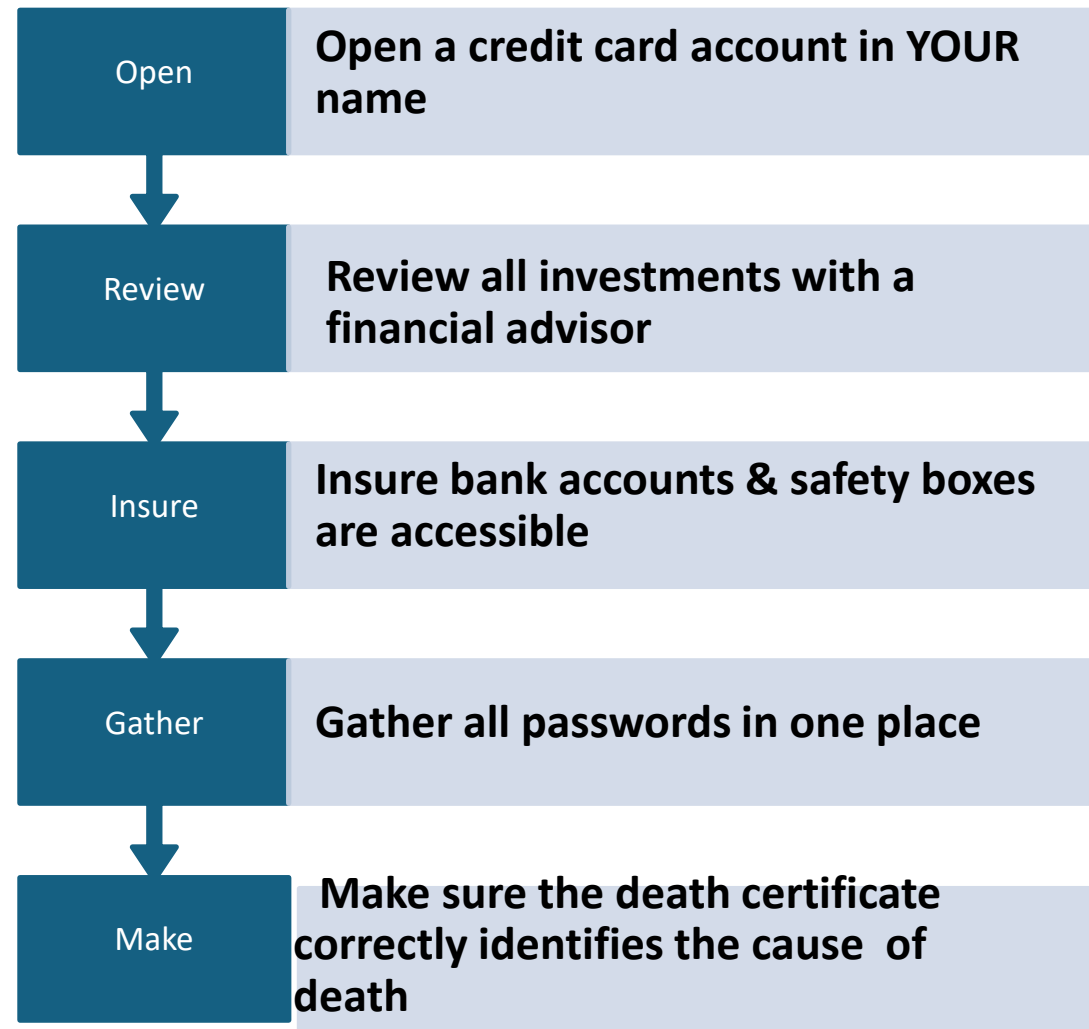 Open
Open a credit card account in YOUR
name
Review
Review all investments with a
financial advisor
Insure
Insure bank accounts & safety boxes
are accessible
Gather
Gather all passwords in one place
Make
Make sure the death certificate
correctly identifies the cause  of
death